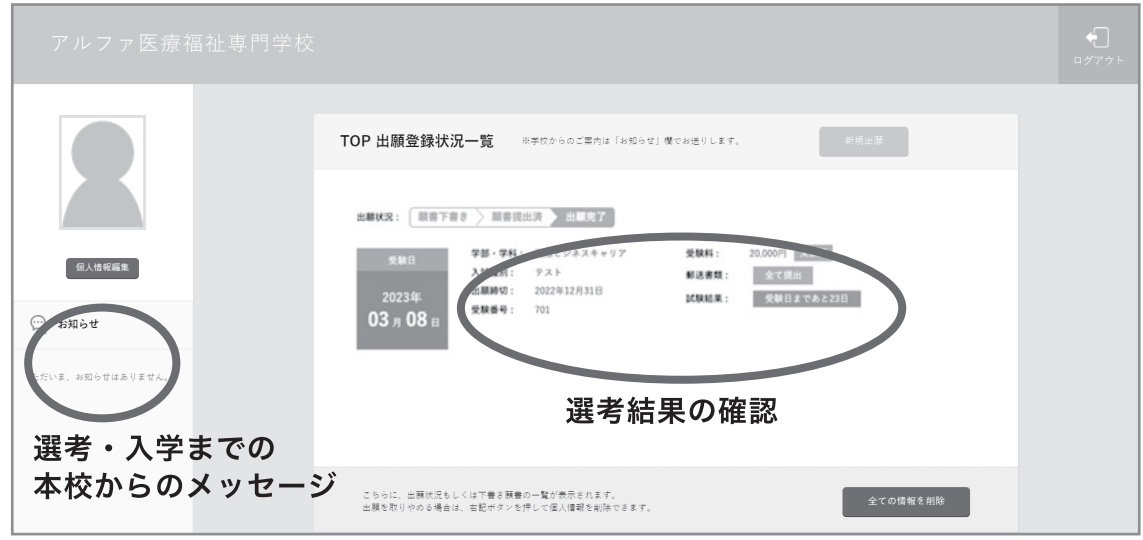 アルファ医療福祉専門学校
ログアウト
TOP 出願登録状況一覧
※学校からのご案内は「お知らせ」欄でお送りします。
新規出願
個人情報編集
お知らせ
ただいま、お知らせはありません。
選考・入学までの
本校からのメッセージ
出願状況：
願書下書き
願書提出済
出願完了
受験日
2023年
03 月 08 日
学部・学科：
ビジネスキャリア
テスト
出願締切：
2022年12月31日
受験番号：
701
受験料：
20,000円
郵送書類：
全て提出
試験結果：
受験日まであと23日
選考結果の確認
こちらに、出願状況もしくは下書き願書の一覧が表示されます。
出願を取りやめる場合は、右記ボタンを押して個人情報を削除できます。
全ての情報を削除